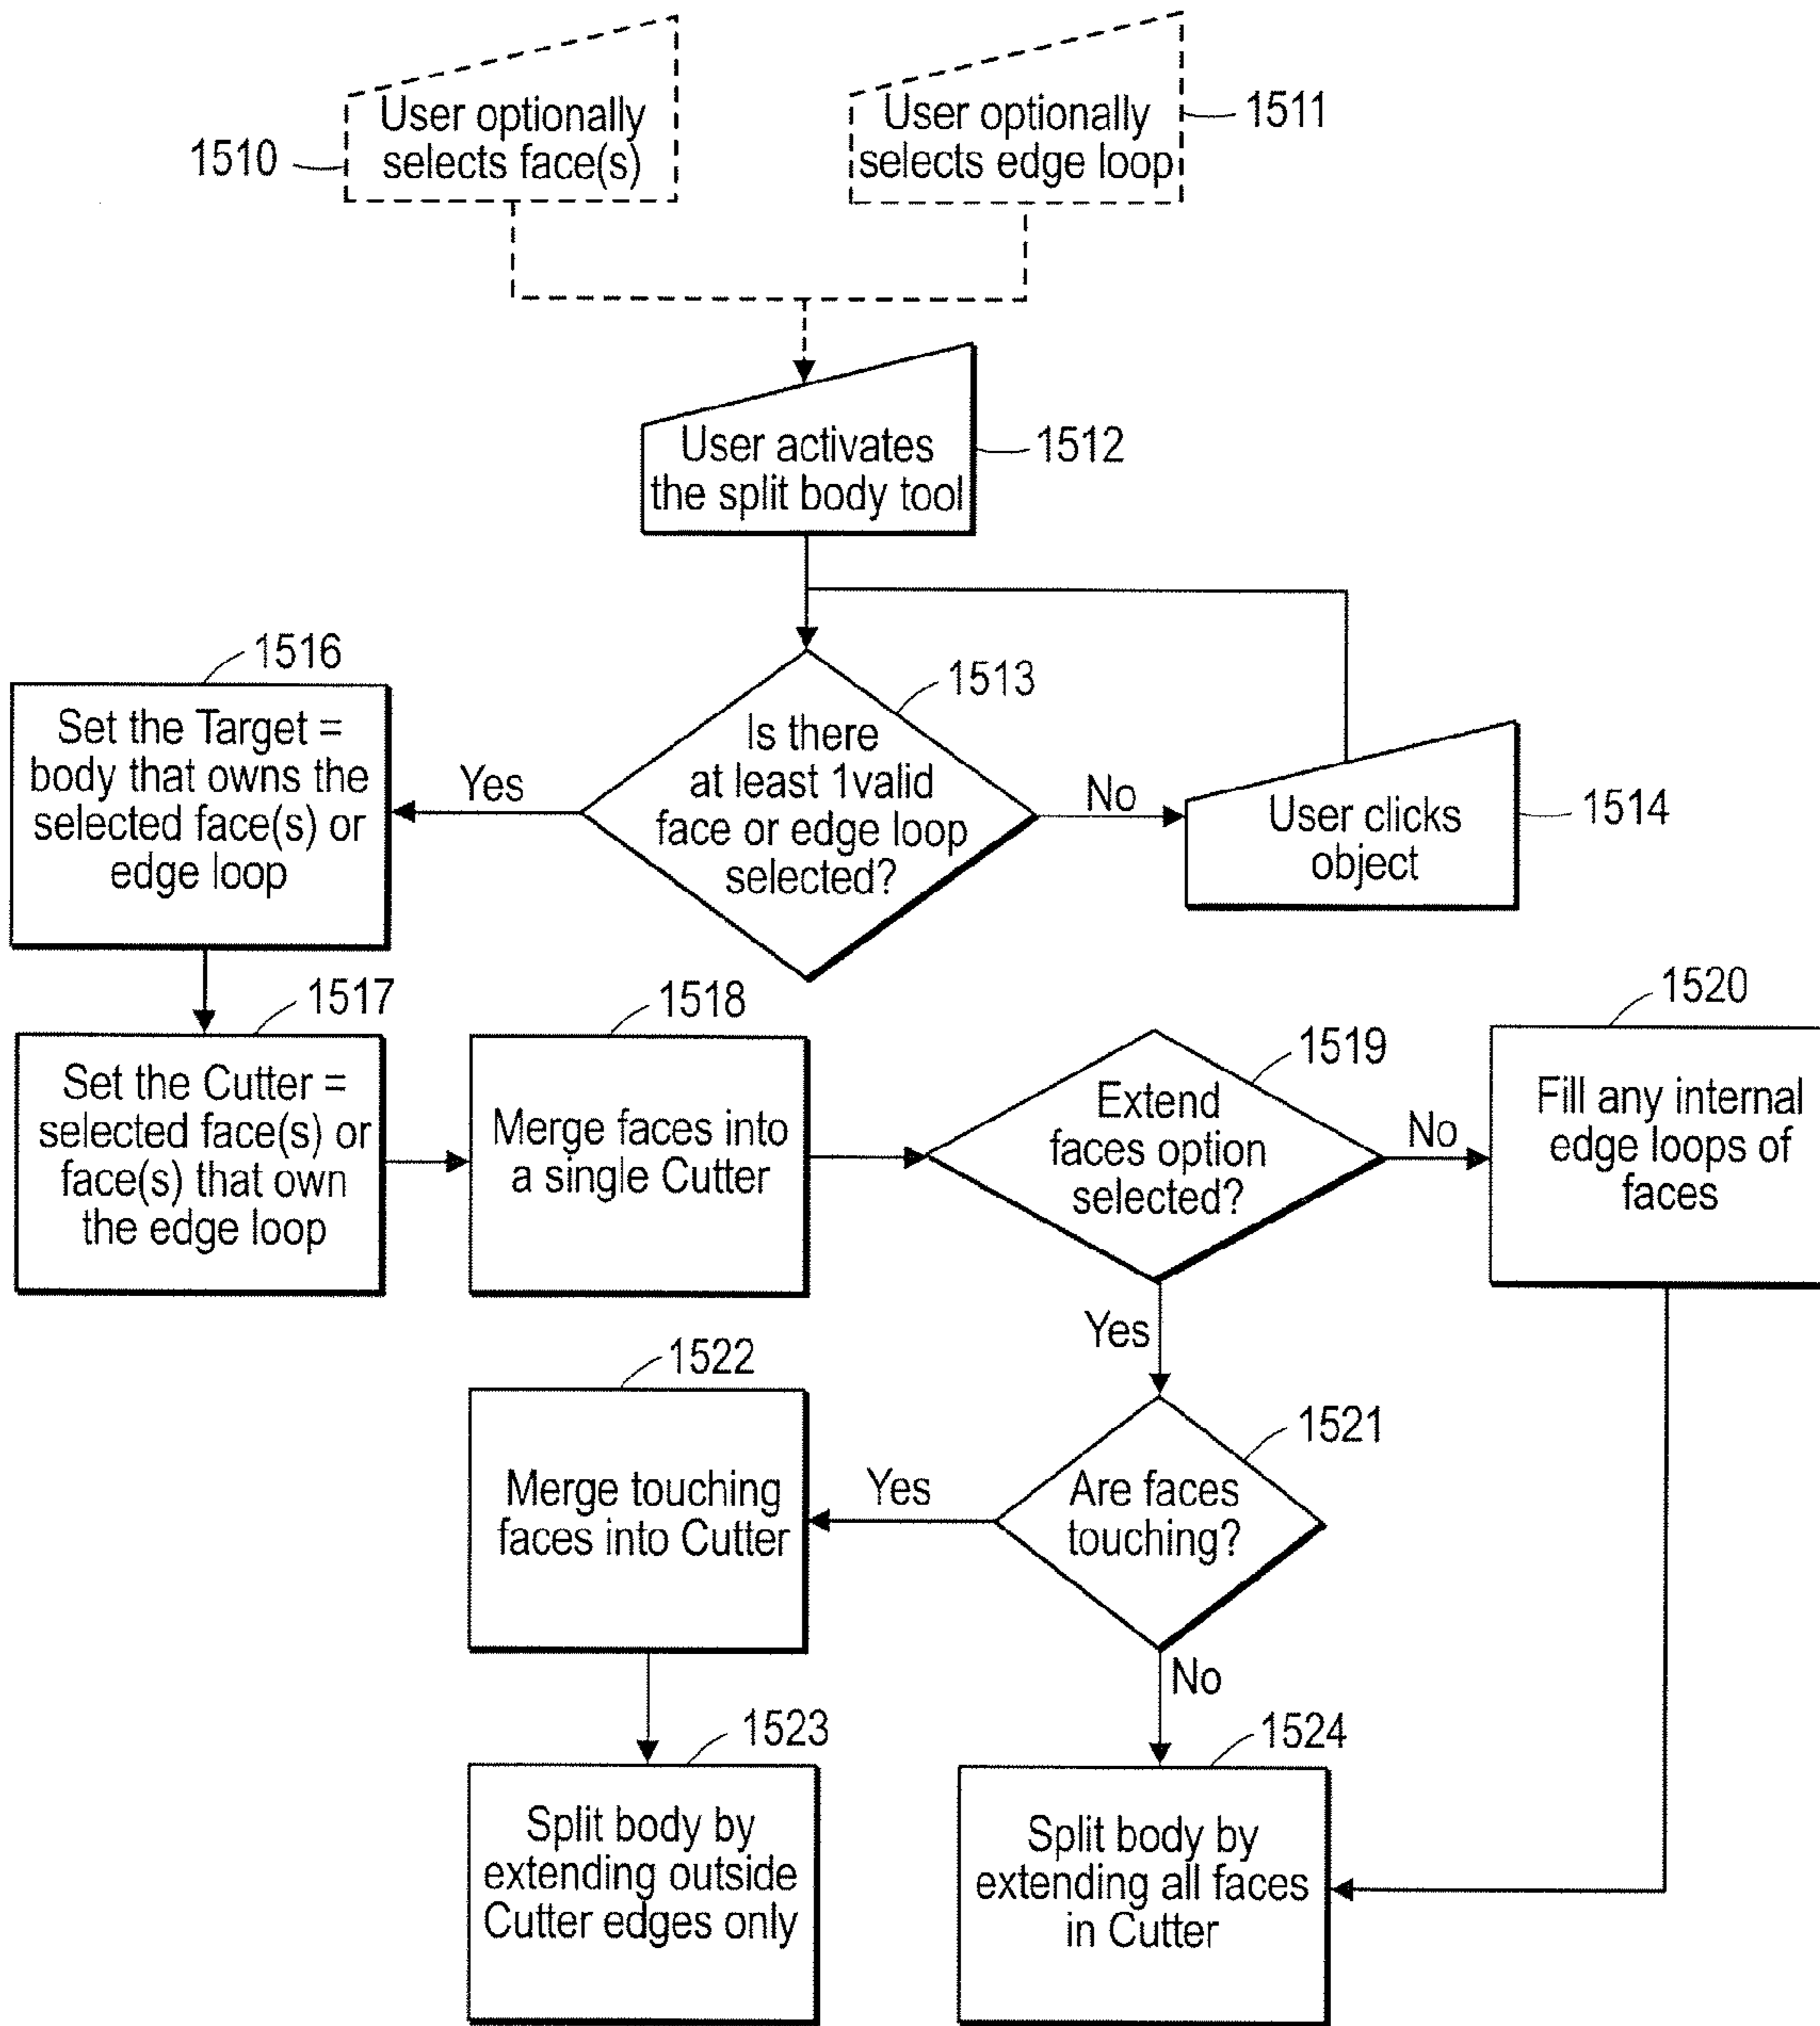 User optionally
selects face(s)
1510
User optionally
selects edge loop
1511
User activates
the split body tool
1512
1513
Is there
at least 1valid
face or edge loop
selected?
Yes
No
User clicks
object
1514
1516
Set the Target =
body that owns the
selected face(s) or
edge loop
1517
Set the Cutter =
selected face(s) or
face(s) that own
the edge loop
1518
Merge faces into
a single Cutter
1519
Extend
faces option
selected?
No
Yes
1520
Fill any internal
edge loops of
faces
1521
Are faces
touching?
Yes
No
1522
Merge touching
faces into Cutter
1523
Split body by
extending outside
Cutter edges only
1524
Split body by
extending all faces
in Cutter